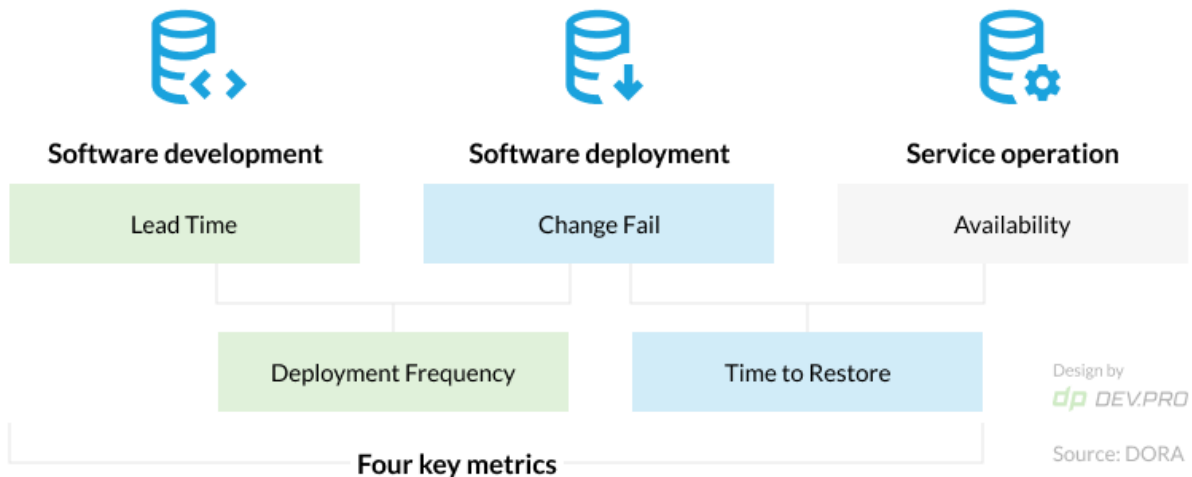 Software development
Software deployment
Service operation
Lead Time
Change Fail
Availability
Deployment Frequency
Time to Restore
Design by
dp DEV.PRO
Four key metrics
Source: DORA